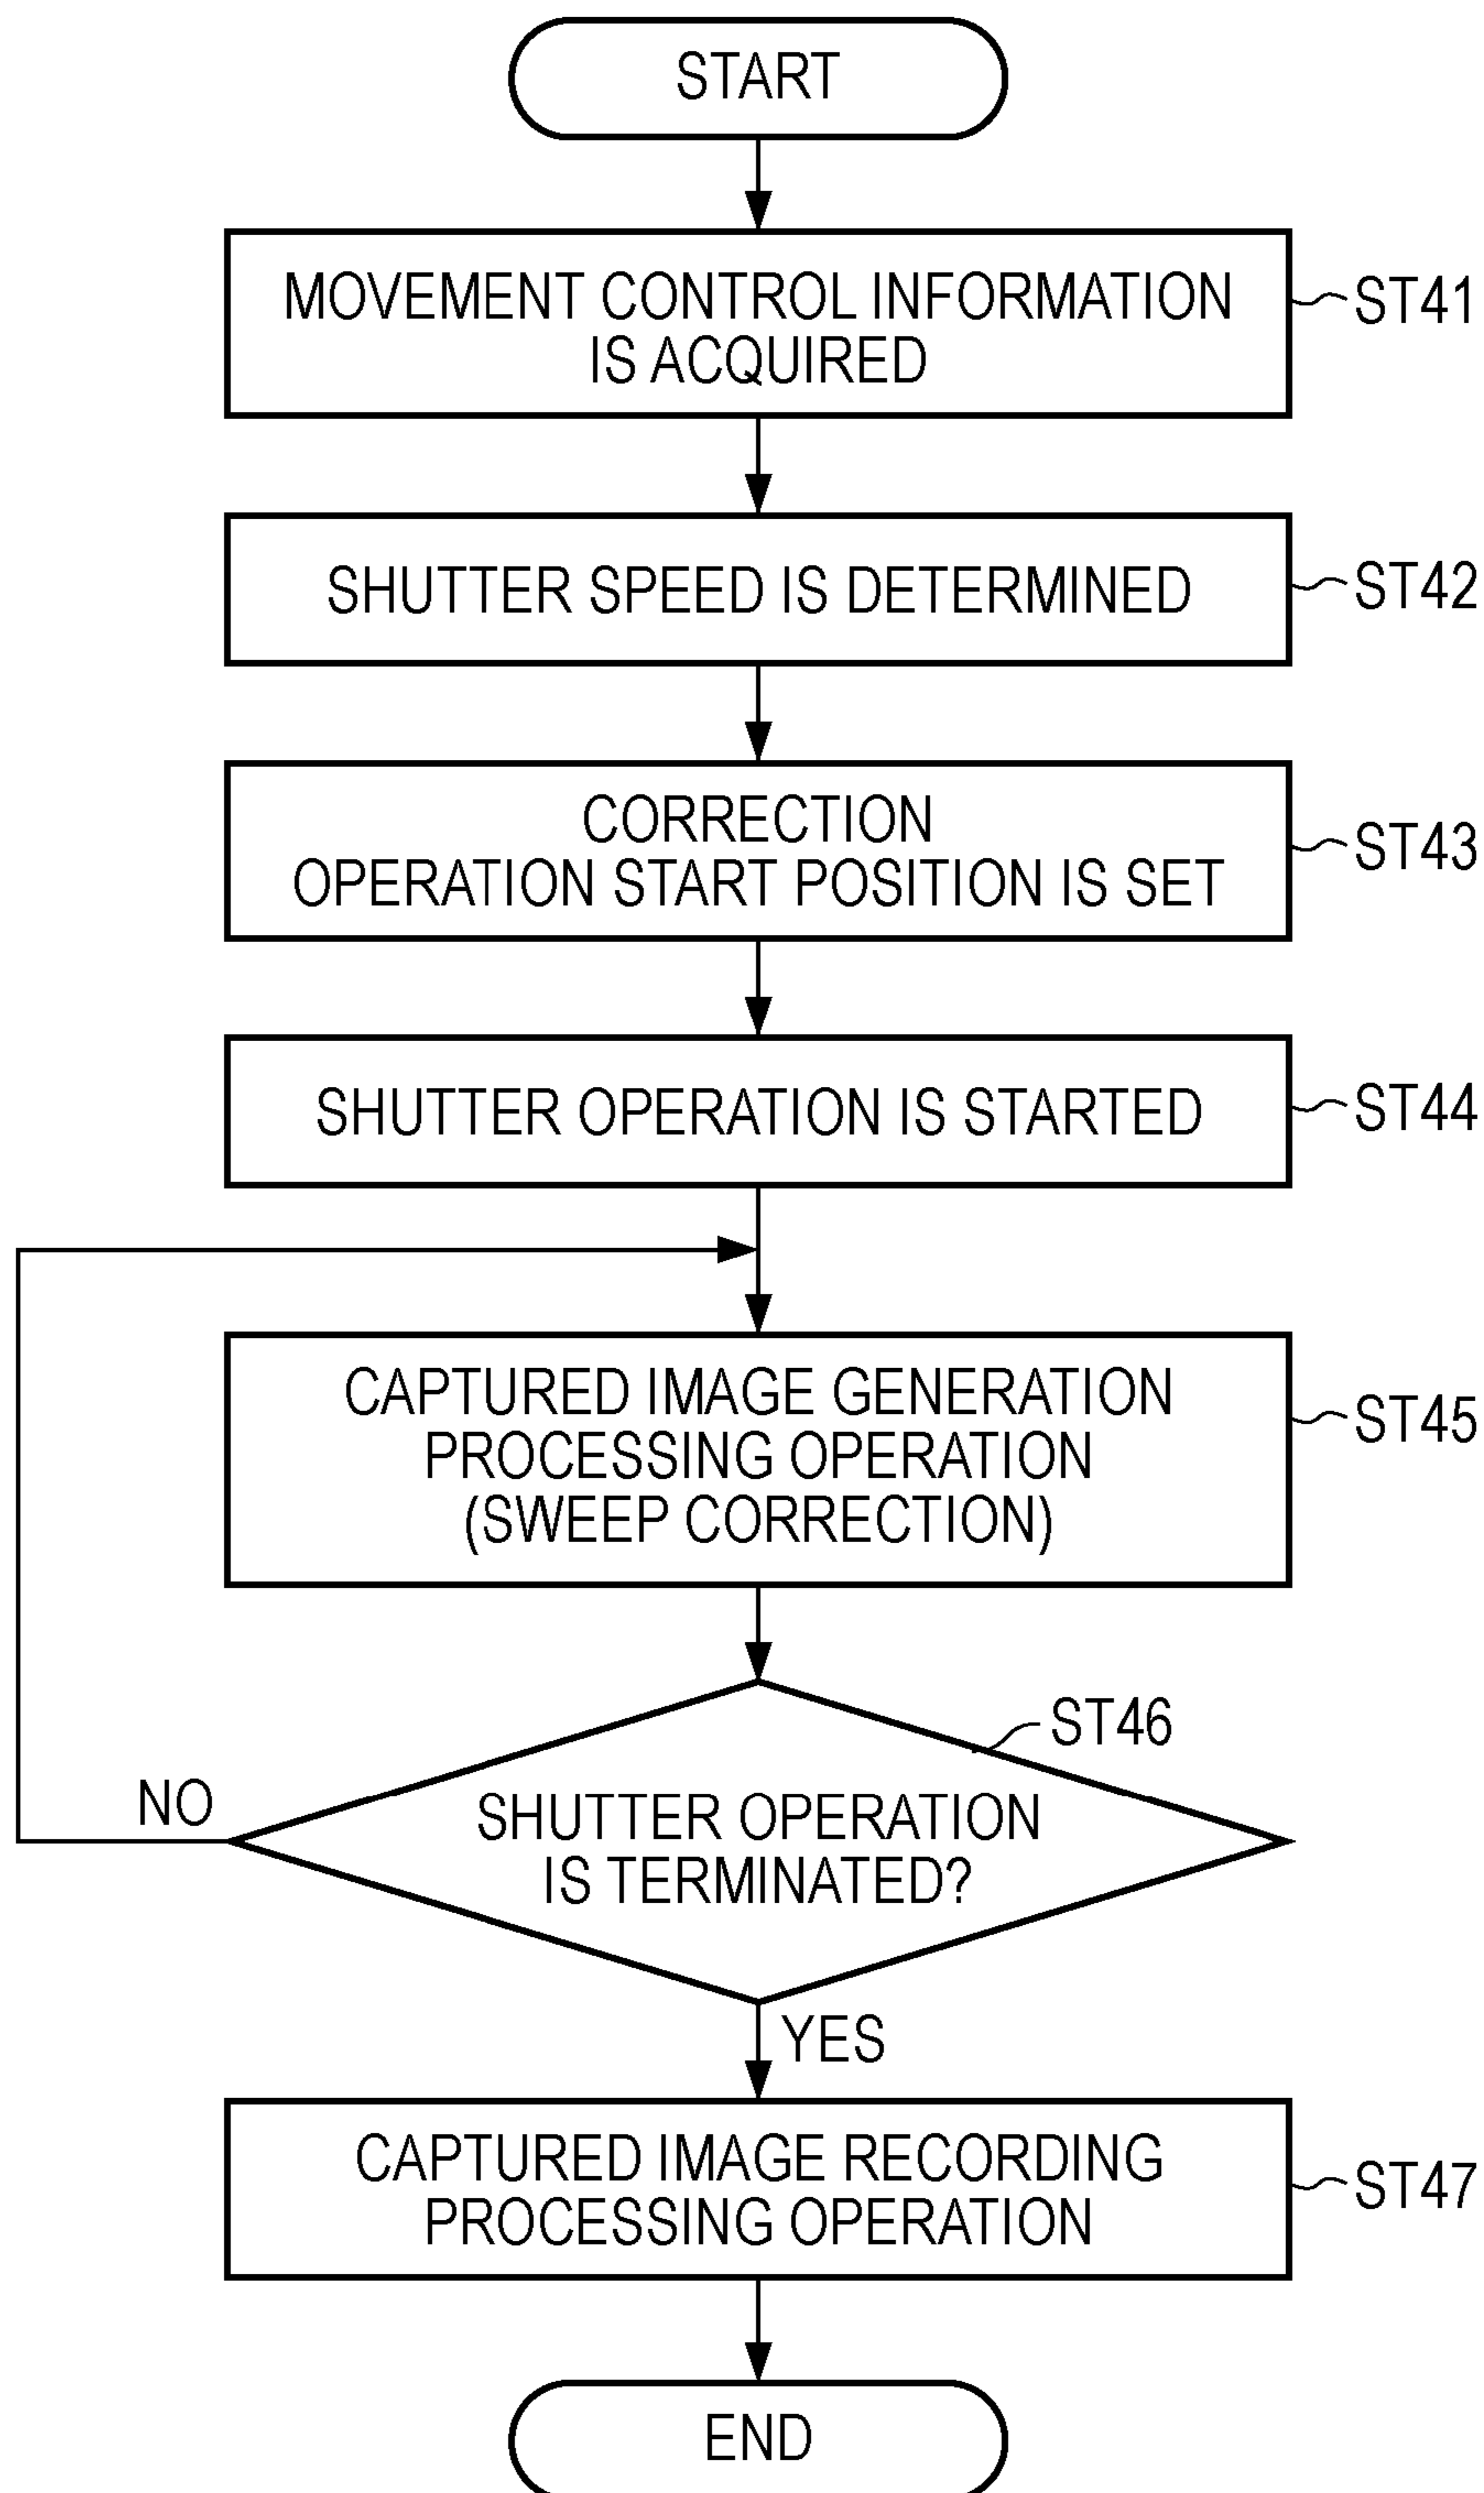 START
MOVEMENT CONTROL INFORMATION
IS ACQUIRED
ST41
SHUTTER SPEED IS DETERMINED
ST42
CORRECTION
OPERATION START POSITION IS SET
ST43
SHUTTER OPERATION IS STARTED
ST44
CAPTURED IMAGE GENERATION
PROCESSING OPERATION
(SWEEP CORRECTION)
ST45
ST46
NO
SHUTTER OPERATION
IS TERMINATED?
YES
CAPTURED IMAGE RECORDING
PROCESSING OPERATION
ST47
END